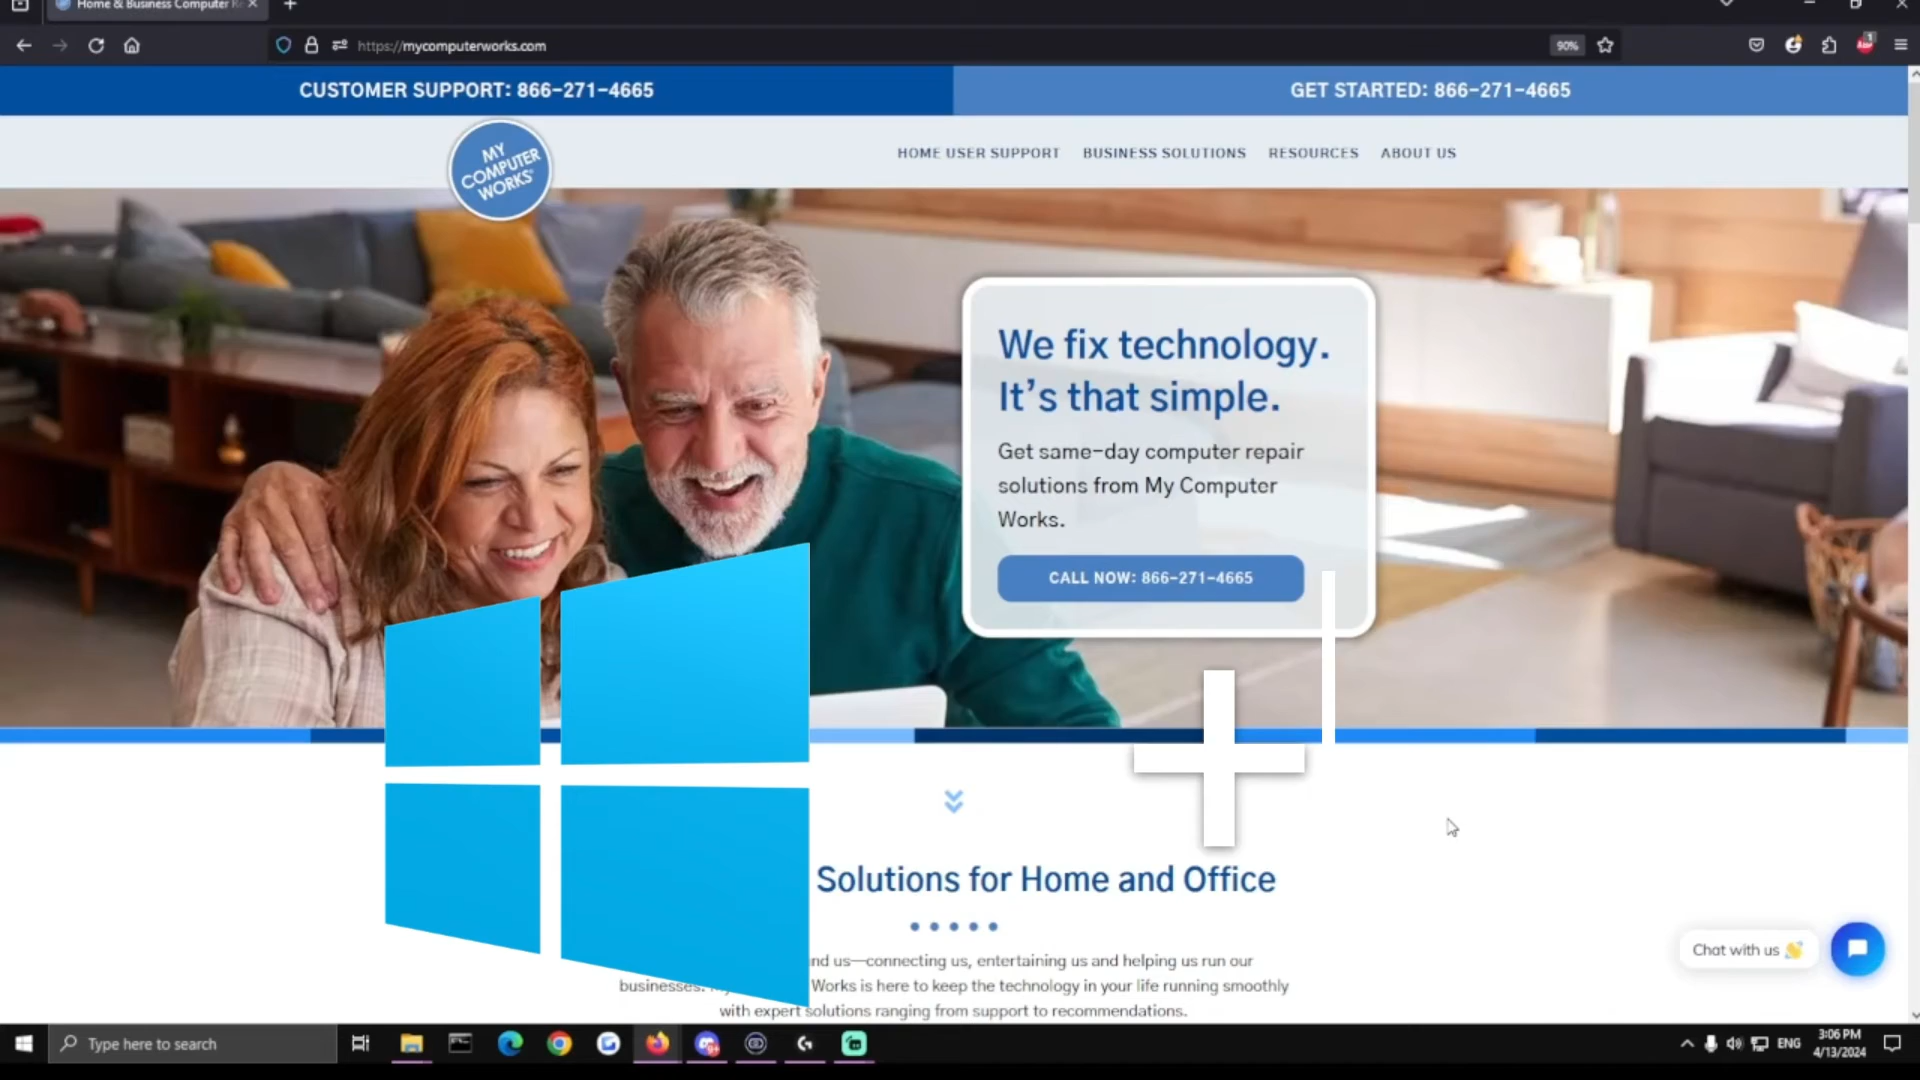 Home & Business Computer
https://mycomputerworks.com
90%
CUSTOMER SUPPORT: 866-271-4665
GET STARTED: 866-271-4665
MY
COMPUTER
WORKS
HOME USER SUPPORT
BUSINESS SOLUTIONS
RESOURCES
ABOUT US
We fix technology.
It's that simple.
Get same-day computer repair
solutions from My Computer
Works.
CALL NOW: 866-271-4665
Solutions for Home and Office
us—connecting us, entertaining us and helping us run our
businesses. Works is here to keep the technology in your life running smoothly
with expert solutions ranging from support to recommendations.
Chat with us
Type here to search
ENG
3:06 PM
4/13/2024